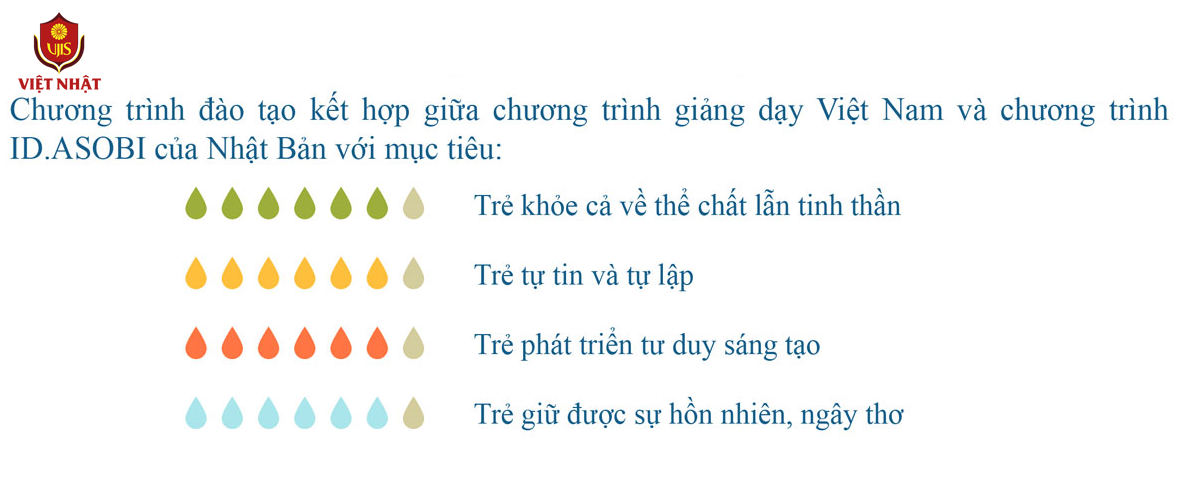 VJIS
VIỆT NHẬT
Chương trình đào tạo kết hợp giữa chương trình giảng dạy Việt Nam và chương trình
ID.ASOBI của Nhật Bản với mục tiêu:
Trẻ khỏe cả về thể chất lẫn tinh thần
Trẻ tự tin và tự lập
Trẻ phát triển tư duy sáng tạo
Trẻ giữ được sự hồn nhiên, ngây thơ